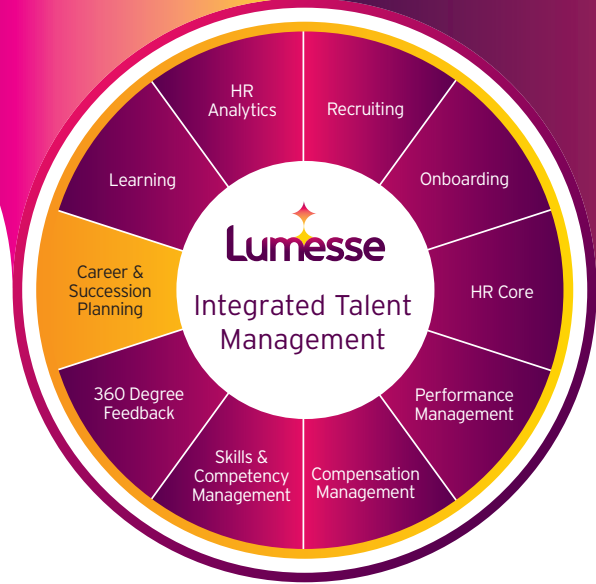 HR
Analytics
Recruiting
Learning
Onboarding
Lumesse
Integrated Talent
Management
Career &
Succession
Planning
HR Core
360 Degree
Feedback
Performance
Management
Skills &
Competency
Management
Compensation
Management